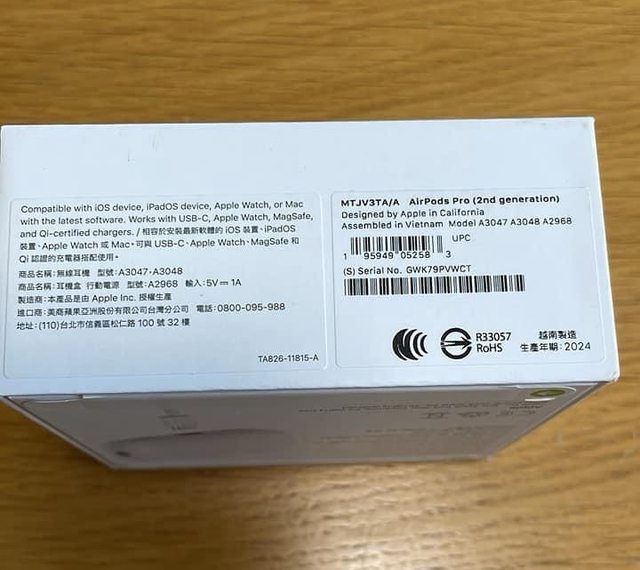 Compatible with iOS device, iPadOS device, Apple Watch, or Mac
with the latest software. Works with USB-C, Apple Watch, MagSafe,
and Qi-certified chargers. / 相容於安裝最新軟體的 iOS 裝置、iPadOS
裝置、Apple Watch 或 Mac。可與 USB-C、Apple Watch、MagSafe 和
Qi 認證的充電器搭配使用。
商品名稱: 無線耳機 型號: A3047、A3048
商品名稱: 耳機盒 行動電源 型號: A2968 輸入: 5V⎓1A
製造商: 本產品是由 Apple Inc. 授權生產
進口商: 美商蘋果亞洲股份有限公司台灣分公司 電話: 0800-095-988
地址: (110)台北市信義區松仁路 100 號 32 樓
TA826-11815-A
MTJV3TA/A AirPods Pro (2nd generation)
Designed by Apple in California
Assembled in Vietnam Model A3047 A3048 A2968
UPC
1 95949 05258 3
(S) Serial No. GWK79PVWCT
R33057
RoHS
越南製造
生產年期: 2024